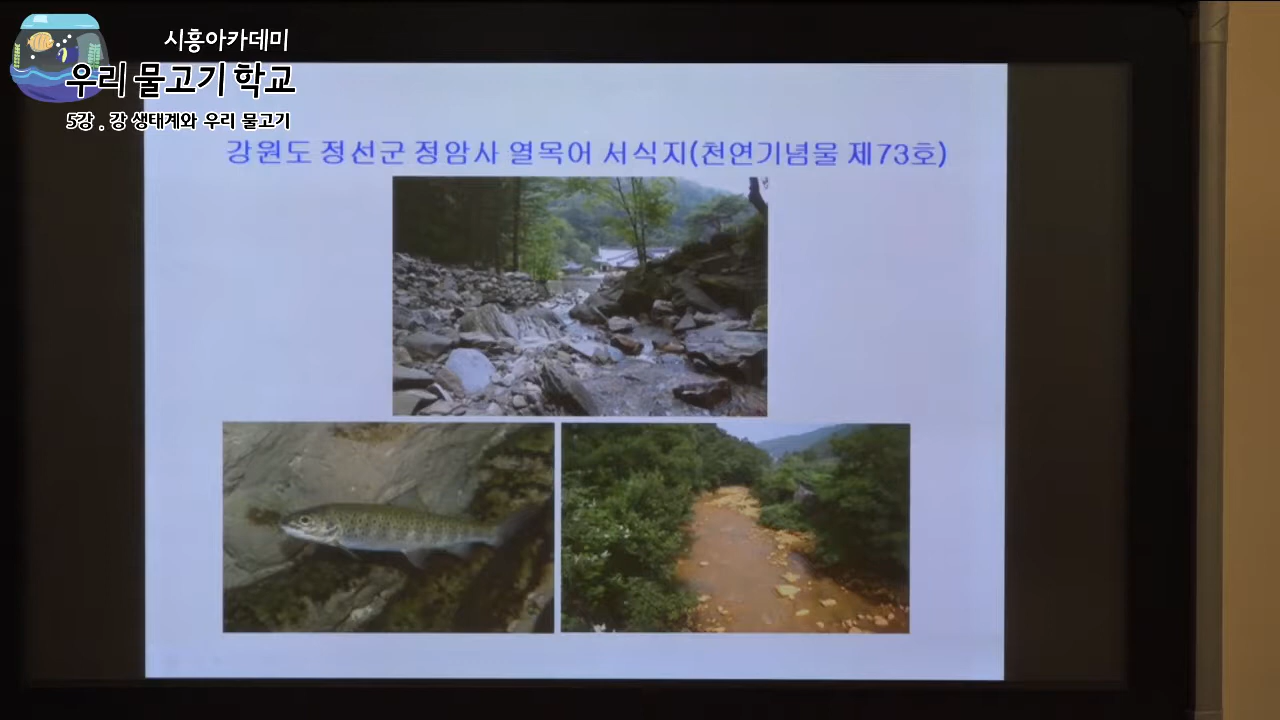 시흥아카데미
우리 물고기 학교
5강 . 강 생태계와 우리 물고기
강원도 정선군 정암사 열목어 서식지(천연기념물 제73호)